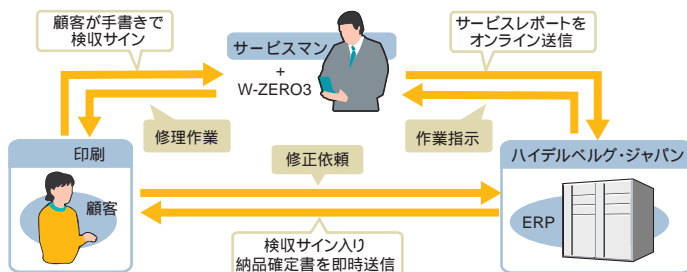 顧客が手書きで
検収サイン
サービスマン
+
W-ZERO3
サービスレポートを
オンライン送信
修理作業
作業指示
印刷
顧客
修正依頼
ハイデルベルグ・ジャパン
ERP
検収サイン入り
納品確定書を即時送信